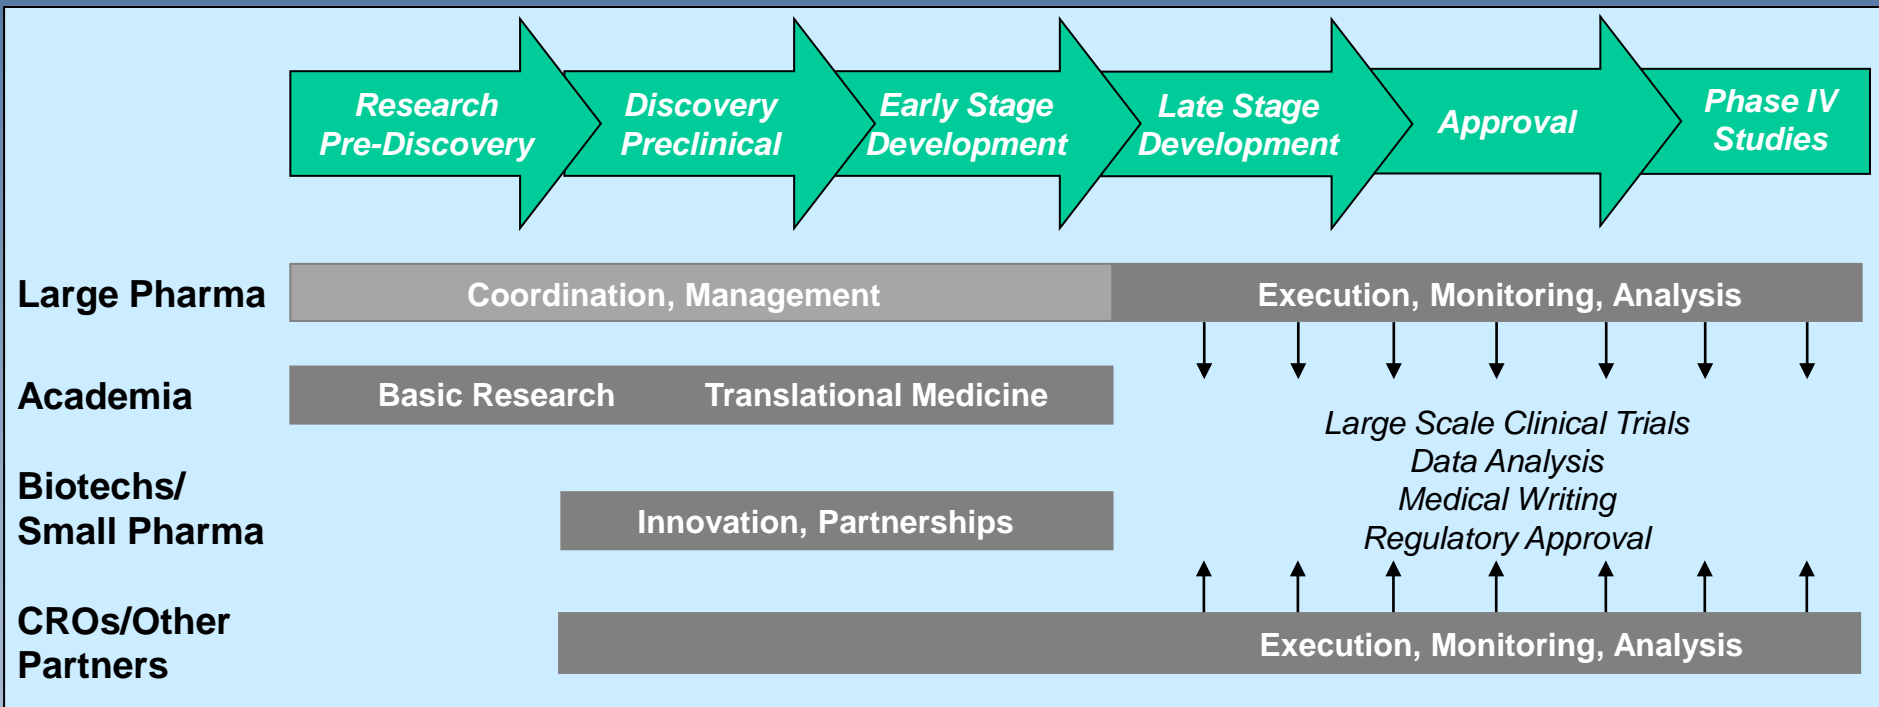 Research
Pre-Discovery
Discovery
Preclinical
Early Stage
Development
Late Stage
Development
Approval
Phase IV
Studies
Large Pharma
Coordination, Management
Execution, Monitoring, Analysis
Academia
Basic Research
Translational Medicine
Large Scale Clinical Trials
Data Analysis
Medical Writing
Regulatory Approval
Biotechs/
Small Pharma
Innovation, Partnerships
CROs/Other
Partners
Execution, Monitoring, Analysis